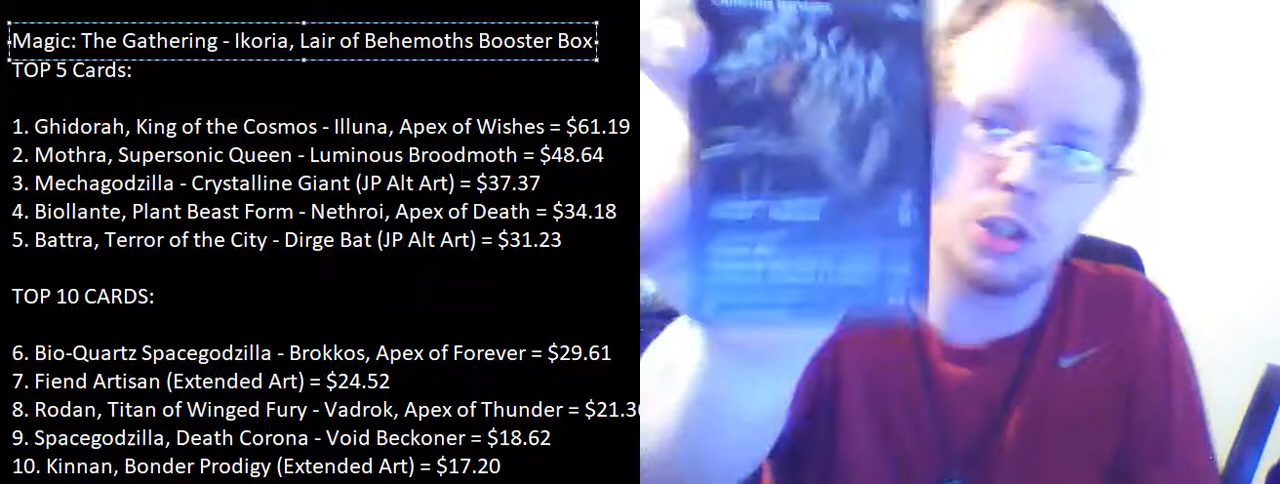 Magic: The Gathering - Ikoria, Lair of Behemoths Booster Box
TOP 5 Cards:
1. Ghidorah, King of the Cosmos - Illuna, Apex of Wishes = $61.19
2. Mothra, Supersonic Queen - Luminous Broodmoth = $48.64
3. Mechagodzilla - Crystalline Giant (JP Alt Art) = $37.37
4. Biollante, Plant Beast Form - Nethroi, Apex of Death = $34.18
5. Battra, Terror of the City - Dirge Bat (JP Alt Art) = $31.23
TOP 10 CARDS:
6. Bio-Quartz Spacegodzilla - Brokkos, Apex of Forever = $29.61
7. Fiend Artisan (Extended Art) = $24.52
8. Rodan, Titan of Winged Fury - Vadrok, Apex of Thunder =
9. Spacegodzilla, Death Corona - Void Beckoner = $18.62
10. Kinnan, Bonder Prodigy (Extended Art) = $17.20